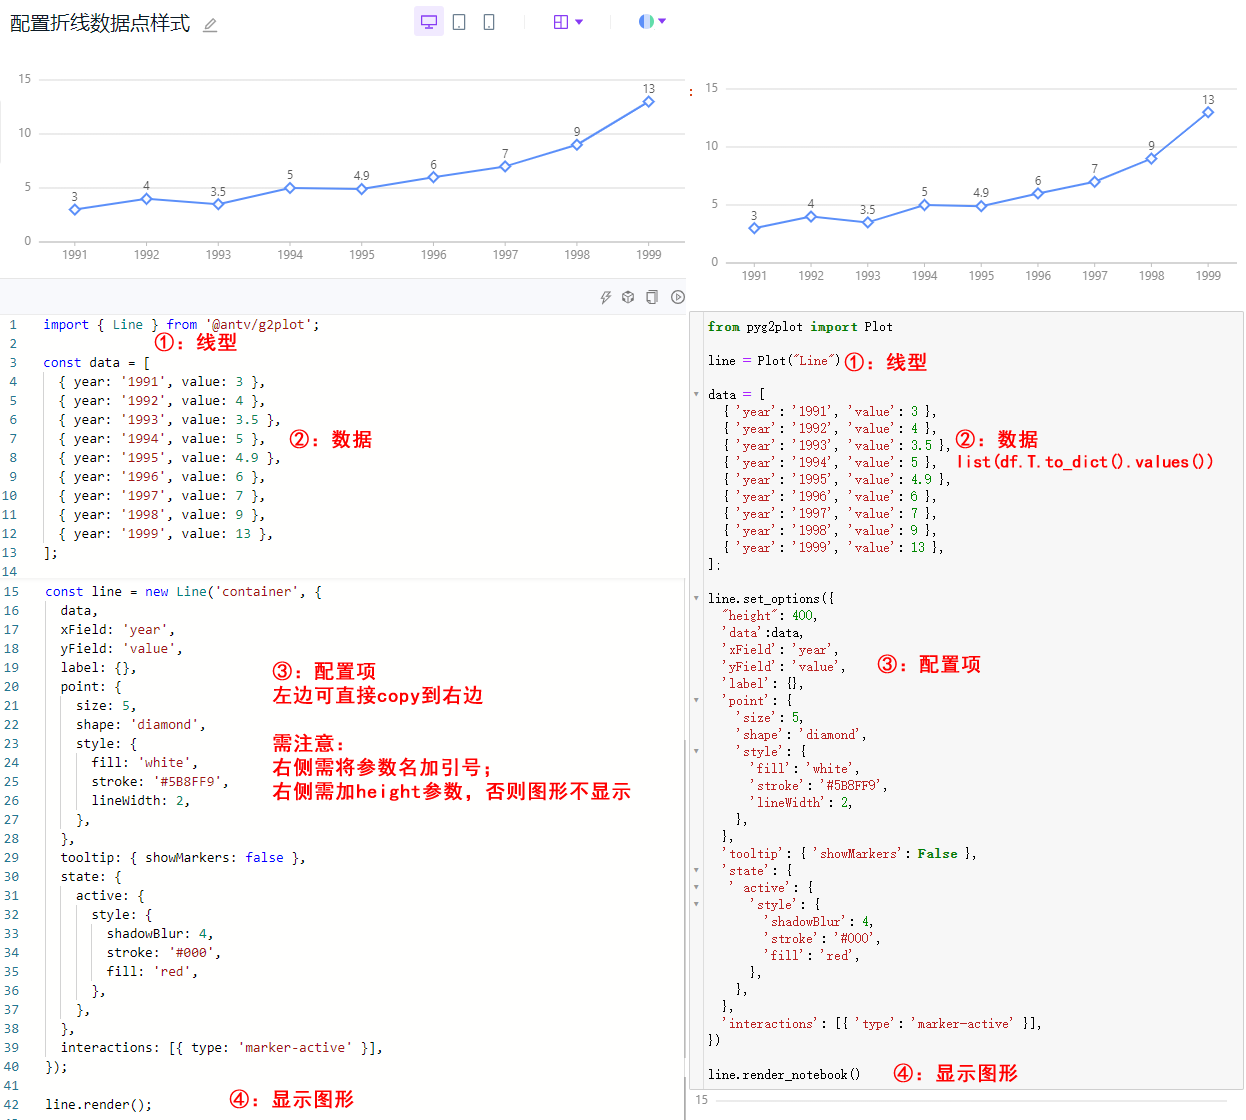 配置折线数据点样式
15
10
5
0
3
4
3.5
5
4.9
6
7
9
13
1991
1992
1993
1994
1995
1996
1997
1998
1999
:
15
10
5
0
3
4
3.5
5
4.9
6
7
9
13
1991
1992
1993
1994
1995
1996
1997
1998
1999
1 import { Line } from '@antv/g2plot';
2
①：线型
3 const data = [
4 { year: '1991', value: 3 },
5 { year: '1992', value: 4 },
6 { year: '1993', value: 3.5 },
7 { year: '1994', value: 5 },
②：数据
8 { year: '1995', value: 4.9 },
9 { year: '1996', value: 6 },
10 { year: '1997', value: 7 },
11 { year: '1998', value: 9 },
12 { year: '1999', value: 13 },
13 ];
14
15 const line = new Line('container', {
16 data,
17 xField: 'year',
18 yField: 'value',
19 label: {},
20 point: {
21 size: 5,
22 shape: 'diamond',
23 style: {
24 fill: 'white',
25 stroke: '#5B8FF9',
26 lineWidth: 2,
27 },
28 },
29 tooltip: { showMarkers: false },
30 state: {
31 active: {
32 style: {
33 shadowBlur: 4,
34 stroke: '#000',
35 fill: 'red',
36 },
37 },
38 },
39 interactions: [{ type: 'marker-active' }],
40 });
41
42 line.render();
③：配置项
左边可直接copy到右边
需注意：
右侧需将参数名加引号；
右侧需加height参数，否则图形不显示
④：显示图形
from pyg2plot import Plot
line = Plot("Line")
①：线型
data = [
{ 'year': '1991', 'value': 3 },
{ 'year': '1992', 'value': 4 },
{ 'year': '1993', 'value': 3.5 },
{ 'year': '1994', 'value': 5 },
{ 'year': '1995', 'value': 4.9 },
{ 'year': '1996', 'value': 6 },
{ 'year': '1997', 'value': 7 },
{ 'year': '1998', 'value': 9 },
{ 'year': '1999', 'value': 13 },
];
②：数据
list(df.T.to_dict().values())
line.set_options({
"height": 400,
'data':data,
'xField': 'year',
'yField': 'value',
'label': {},
'point': {
'size': 5,
'shape': 'diamond',
'style': {
'fill': 'white',
'stroke': '#5B8FF9',
'lineWidth': 2,
},
},
'tooltip': { 'showMarkers': False },
'state': {
' active': {
'style': {
'shadowBlur': 4,
'stroke': '#000',
'fill': 'red',
},
},
},
'interactions': [{ 'type': 'marker-active' }],
})
③：配置项
line.render_notebook()
④：显示图形
15